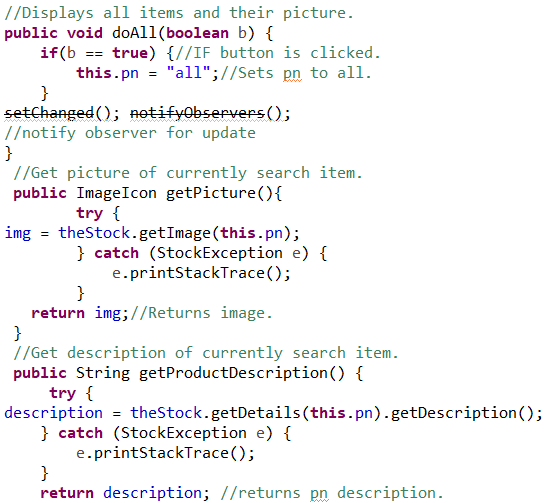 //Displays all items and their picture.
public void doAll(boolean b) {
    if(b == true) {//IF button is clicked.
        this.pn = "all";//Sets pn to all.
    }
setChanged(); notifyObservers();
//notify observer for update
}
 //Get picture of currently search item.
 public ImageIcon getPicture(){
        try {
img = theStock.getImage(this.pn);
        } catch (StockException e) {
            e.printStackTrace();
        }
   return img;//Returns image.
 }
 //Get description of currently search item.
 public String getProductDescription() {
     try {
description = theStock.getDetails(this.pn).getDescription();
    } catch (StockException e) {
        e.printStackTrace();
    }
    return description; //returns pn description.